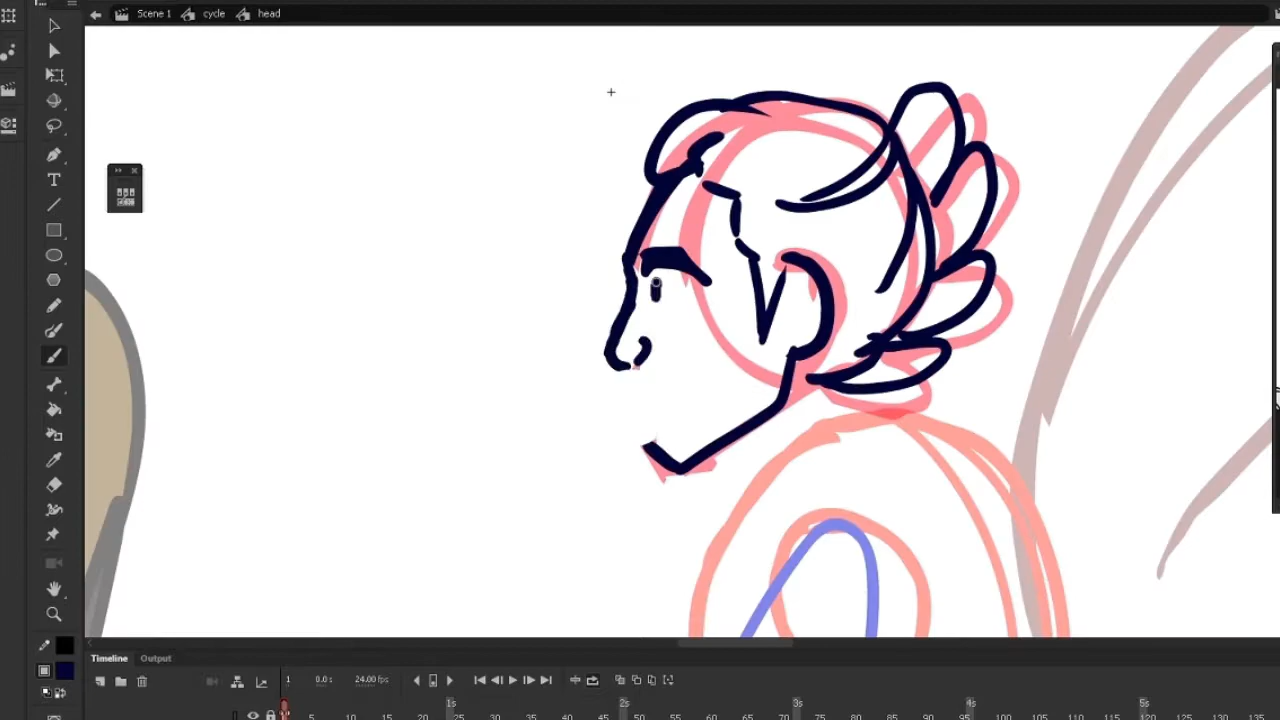 Scene 1 cycle head
T
Timeline Output
1 0.0 s 24.00 fps
1s 2s 3s 4s 5s
5 10 15 20 25 30 35 40 45 50 55 60 65 70 75 80 85 90 95 100 105 110 115 120 125 130 135